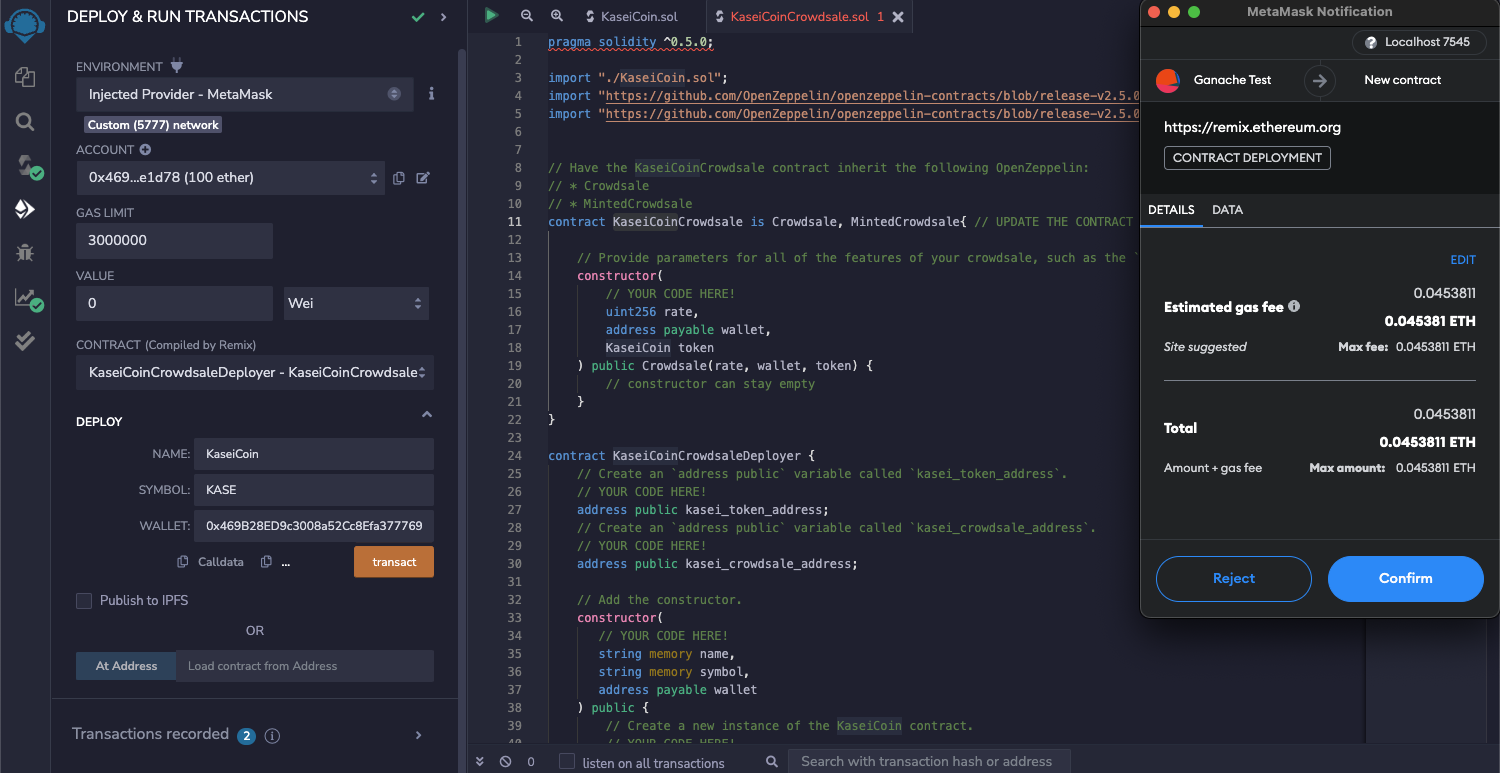 DEPLOY & RUN TRANSACTIONS
ENVIRONMENT
Injected Provider - MetaMask
Custom (5777) network
ACCOUNT
0x469...e1d78 (100 ether)
GAS LIMIT
3000000
VALUE
0
Wei
CONTRACT (Compiled by Remix)
KaseiCoinCrowdsaleDeployer - KaseiCoinCrowdsale
DEPLOY
NAME: KaseiCoin
SYMBOL: KASE
WALLET: 0x469B28ED9c3008a52Cc8Efa377769
Calldata ... transact
Publish to IPFS
OR
At Address Load contract from Address
Transactions recorded 2 i
KaseiCoin.sol KaseiCoinCrowdsale.sol 1
1 pragma solidity ^0.5.0;
2
3 import "./KaseiCoin.sol";
4 import "https://github.com/OpenZeppelin/openzeppelin-contracts/blob/release-v2.5.0
5 import "https://github.com/OpenZeppelin/openzeppelin-contracts/blob/release-v2.5.0
6
7
8 // Have the KaseiCoinCrowdsale contract inherit the following OpenZeppelin:
9 // * Crowdsale
10 // * MintedCrowdsale
11 contract KaseiCoinCrowdsale is Crowdsale, MintedCrowdsale{ // UPDATE THE CONTRACT
12
13 // Provide parameters for all of the features of your crowdsale, such as the `
14 constructor(
15 // YOUR CODE HERE!
16 uint256 rate,
17 address payable wallet,
18 KaseiCoin token
19 ) public Crowdsale(rate, wallet, token) {
20 // constructor can stay empty
21 }
22 }
23
24 contract KaseiCoinCrowdsaleDeployer {
25 // Create an `address public` variable called `kasei_token_address`.
26 // YOUR CODE HERE!
27 address public kasei_token_address;
28 // Create an `address public` variable called `kasei_crowdsale_address`.
29 // YOUR CODE HERE!
30 address public kasei_crowdsale_address;
31
32 // Add the constructor.
33 constructor(
34 // YOUR CODE HERE!
35 string memory name,
36 string memory symbol,
37 address payable wallet
38 ) public {
39 // Create a new instance of the KaseiCoin contract.
40 // YOUR CODE HERE!
0 listen on all transactions Search with transaction hash or address
MetaMask Notification
Localhost 7545
Ganache Test New contract
https://remix.ethereum.org
CONTRACT DEPLOYMENT
DETAILS DATA
EDIT
0.0453811
Estimated gas fee
0.045381 ETH
Site suggested Max fee: 0.0453811 ETH
0.0453811
Total
0.0453811 ETH
Amount + gas fee Max amount: 0.0453811 ETH
Reject Confirm